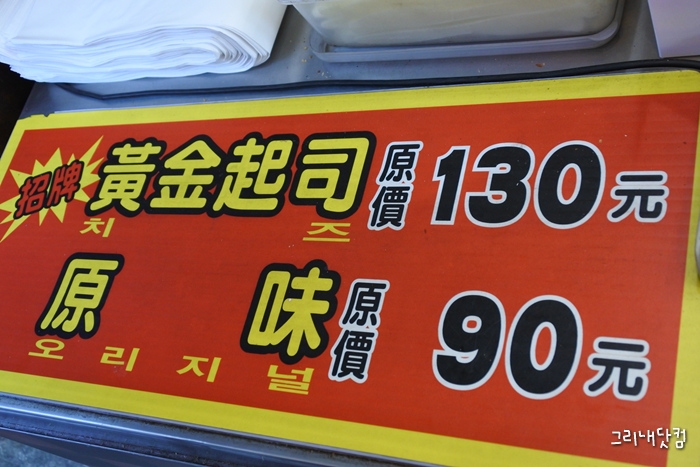 招牌 黃金起司 原價 130元
치즈
原味 原價 90元
오리지널
그리내닷컴